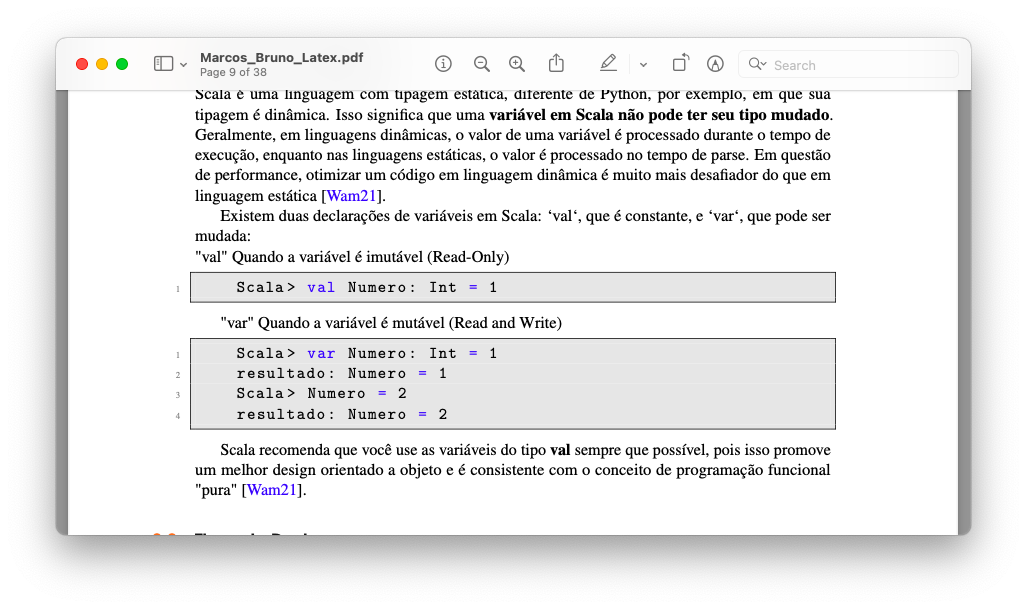 Marcos_Bruno_Latex.pdf
Page 9 of 38
Search
Scala é uma linguagem com tipagem estática, diferente de Python, por exemplo, em que sua
tipagem é dinâmica. Isso significa que uma variável em Scala não pode ter seu tipo mudado.
Geralmente, em linguagens dinâmicas, o valor de uma variável é processado durante o tempo de
execução, enquanto nas linguagens estáticas, o valor é processado no tempo de parse. Em questão
de performance, otimizar um código em linguagem dinâmica é muito mais desafiador do que em
linguagem estática [Wam21].
Existem duas declarações de variáveis em Scala: ‘val‘, que é constante, e ‘var‘, que pode ser
mudada:
"val" Quando a variável é imutável (Read-Only)
1 Scala> val Numero: Int = 1
"var" Quando a variável é mutável (Read and Write)
1 Scala> var Numero: Int = 1
2 resultado: Numero = 1
3 Scala> Numero = 2
4 resultado: Numero = 2
Scala recomenda que você use as variáveis do tipo val sempre que possível, pois isso promove
um melhor design orientado a objeto e é consistente com o conceito de programação funcional
"pura" [Wam21].